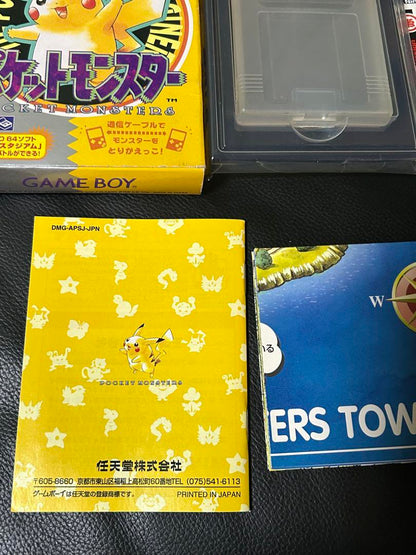 TRAINER
ポケットモンスター
POCKET MONSTERS
TM
通信ケーブルで
モンスターを
とりかえっこ!
64ソフト
スタジアム」
バトルができる!
GAME BOY
DMG-APSJ-JPN
POCKET MONSTERS
任天堂株式会社
〒605-8660 京都市東山区福稲上高松町60番地 (075)541-6113
ゲームボーイは任天堂の登録商標です。 PRINTED IN JAPAN
W
ERS TOW